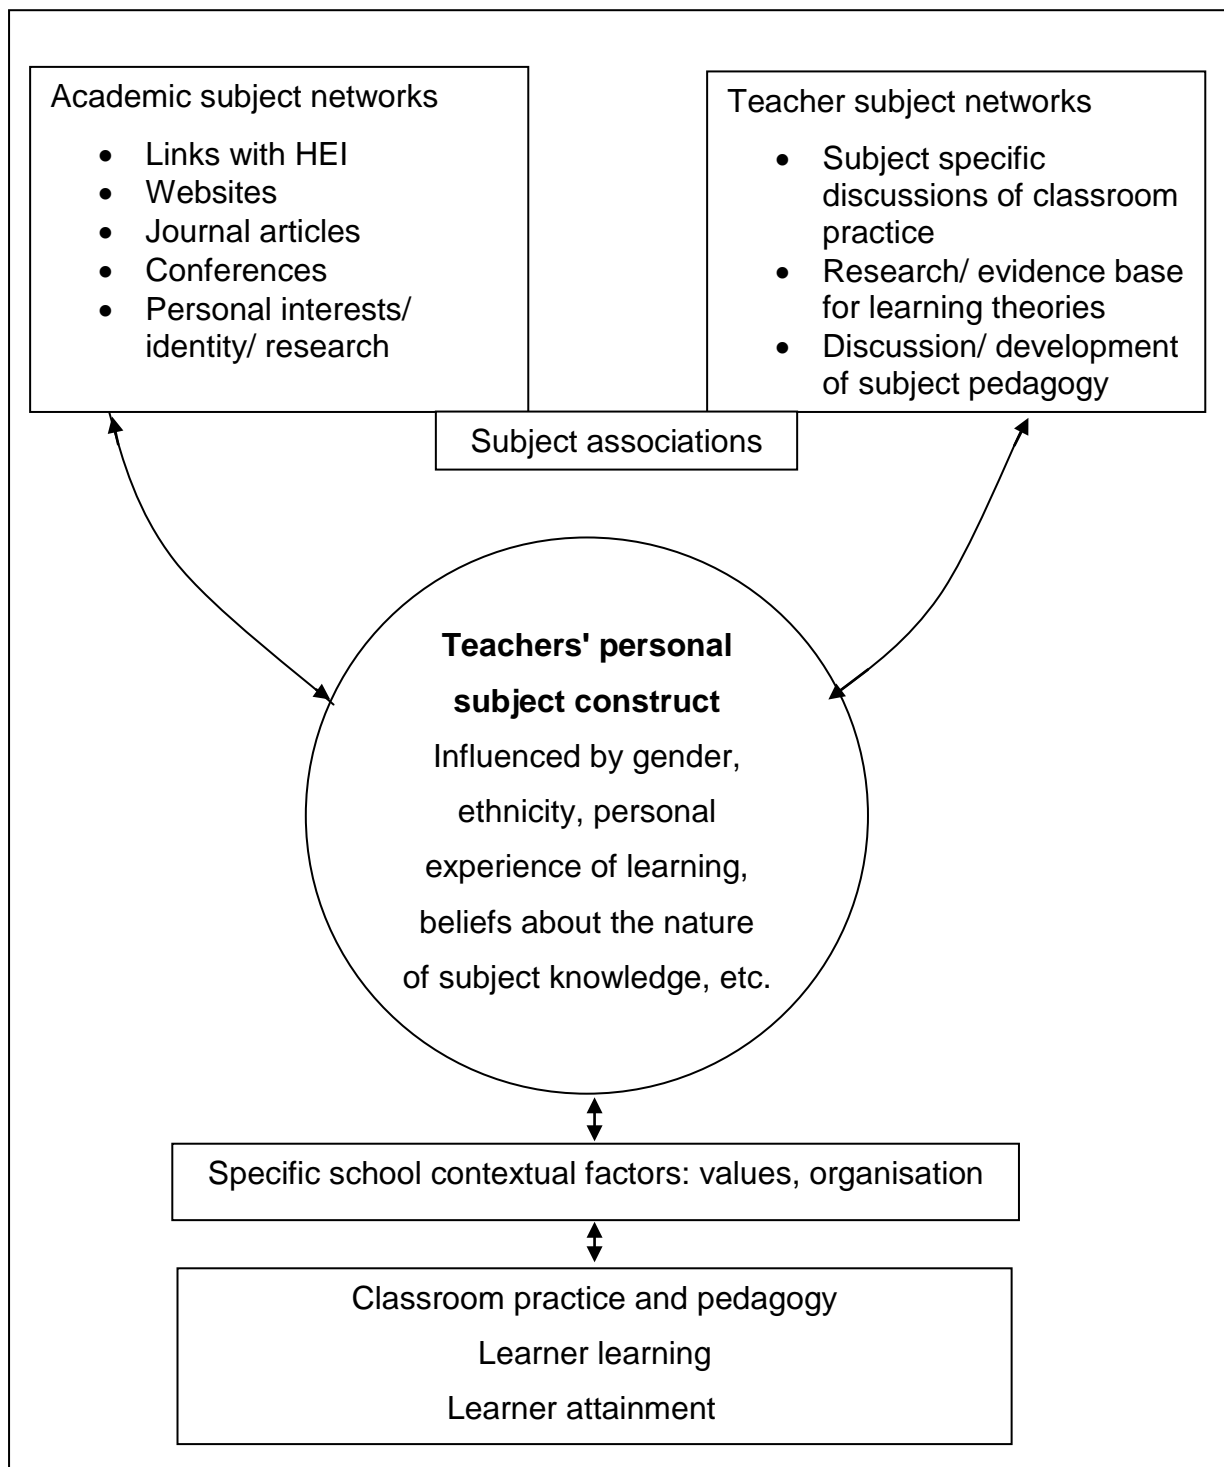 Academic subject networks
• Links with HEI
• Websites
• Journal articles
• Conferences
• Personal interests/
identity/ research
Teacher subject networks
• Subject specific
discussions of classroom
practice
• Research/ evidence base
for learning theories
• Discussion/ development
of subject pedagogy
Subject associations
Teachers' personal
subject construct
Influenced by gender,
ethnicity, personal
experience of learning,
beliefs about the nature
of subject knowledge, etc.
Specific school contextual factors: values, organisation
Classroom practice and pedagogy
Learner learning
Learner attainment